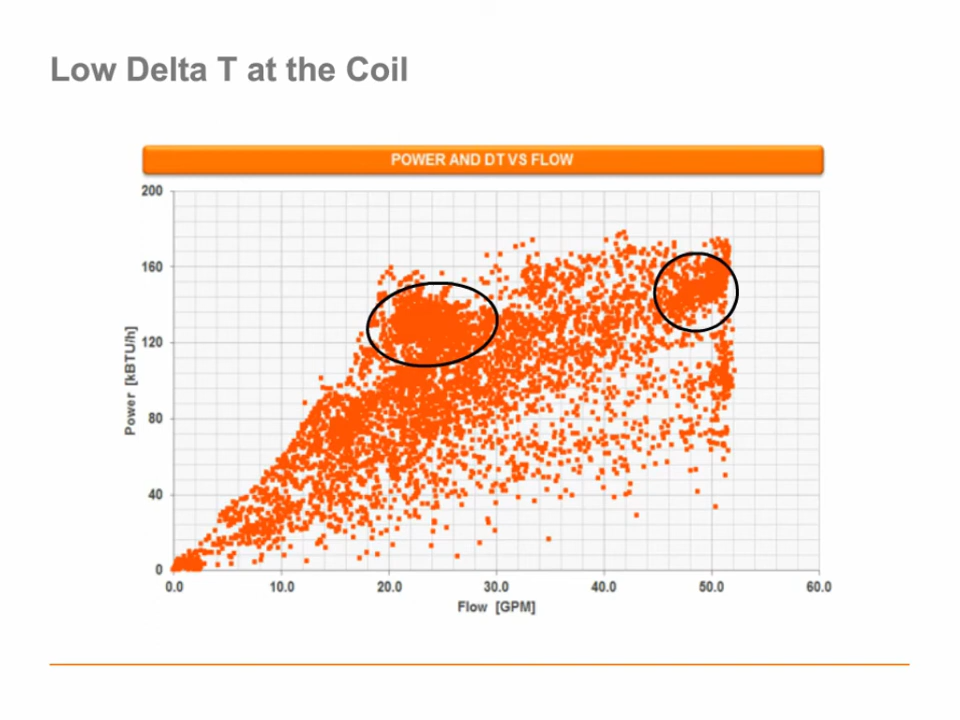 Low Delta T at the Coil
POWER AND DT VS FLOW
200
160
120
80
40
0
Power [kBTU/h]
0.0 10.0 20.0 30.0 40.0 50.0 60.0
Flow [GPM]